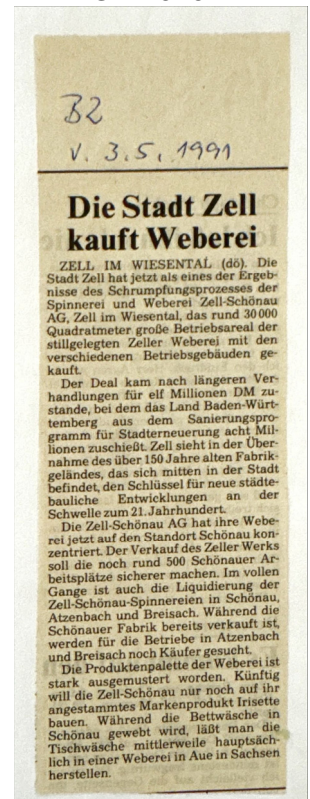 BZ
v. 3.5.1991
Die Stadt Zell
kauft Weberei
ZELL IM WIESENTAL (dö). Die
Stadt Zell hat jetzt als eines der Ergeb-
nisse des Schrumpfungsprozesses der
Spinnerei und Weberei Zell-Schönau
AG, Zell im Wiesental, das rund 30000
Quadratmeter große Betriebsareal der
stillgelegten Zeller Weberei mit den
verschiedenen Betriebsgebäuden ge-
kauft.
Der Deal kam nach längeren Ver-
handlungen für elf Millionen DM zu-
stande, bei dem das Land Baden-Würt-
temberg aus dem Sanierungspro-
gramm für Stadterneuerung acht Mil-
lionen zuschießt. Zell sieht in der Über-
nahme des über 150 Jahre alten Fabrik-
geländes, das sich mitten in der Stadt
befindet, den Schlüssel für neue städte-
bauliche Entwicklungen an der
Schwelle zum 21. Jahrhundert.
Die Zell-Schönau AG hat ihre Webe-
rei jetzt auf den Standort Schönau kon-
zentriert. Der Verkauf des Zeller Werks
soll die noch rund 500 Schönauer Ar-
beitsplätze sicherer machen. Im vollen
Gange ist auch die Liquidierung der
Zell-Schönau-Spinnereien in Schönau,
Atzenbach und Breisach. Während die
Schönauer Fabrik bereits verkauft ist,
werden für die Betriebe in Atzenbach
und Breisach noch Käufer gesucht.
Die Produktenpalette der Weberei ist
stark ausgemustert worden. Künftig
will die Zell-Schönau nur noch auf ihr
angestammtes Markenprodukt Irisette
bauen. Während die Bettwäsche in
Schönau gewebt wird, läßt man die
Tischwäsche mittlerweile hauptsäch-
lich in einer Weberei in Aue in Sachsen
herstellen.